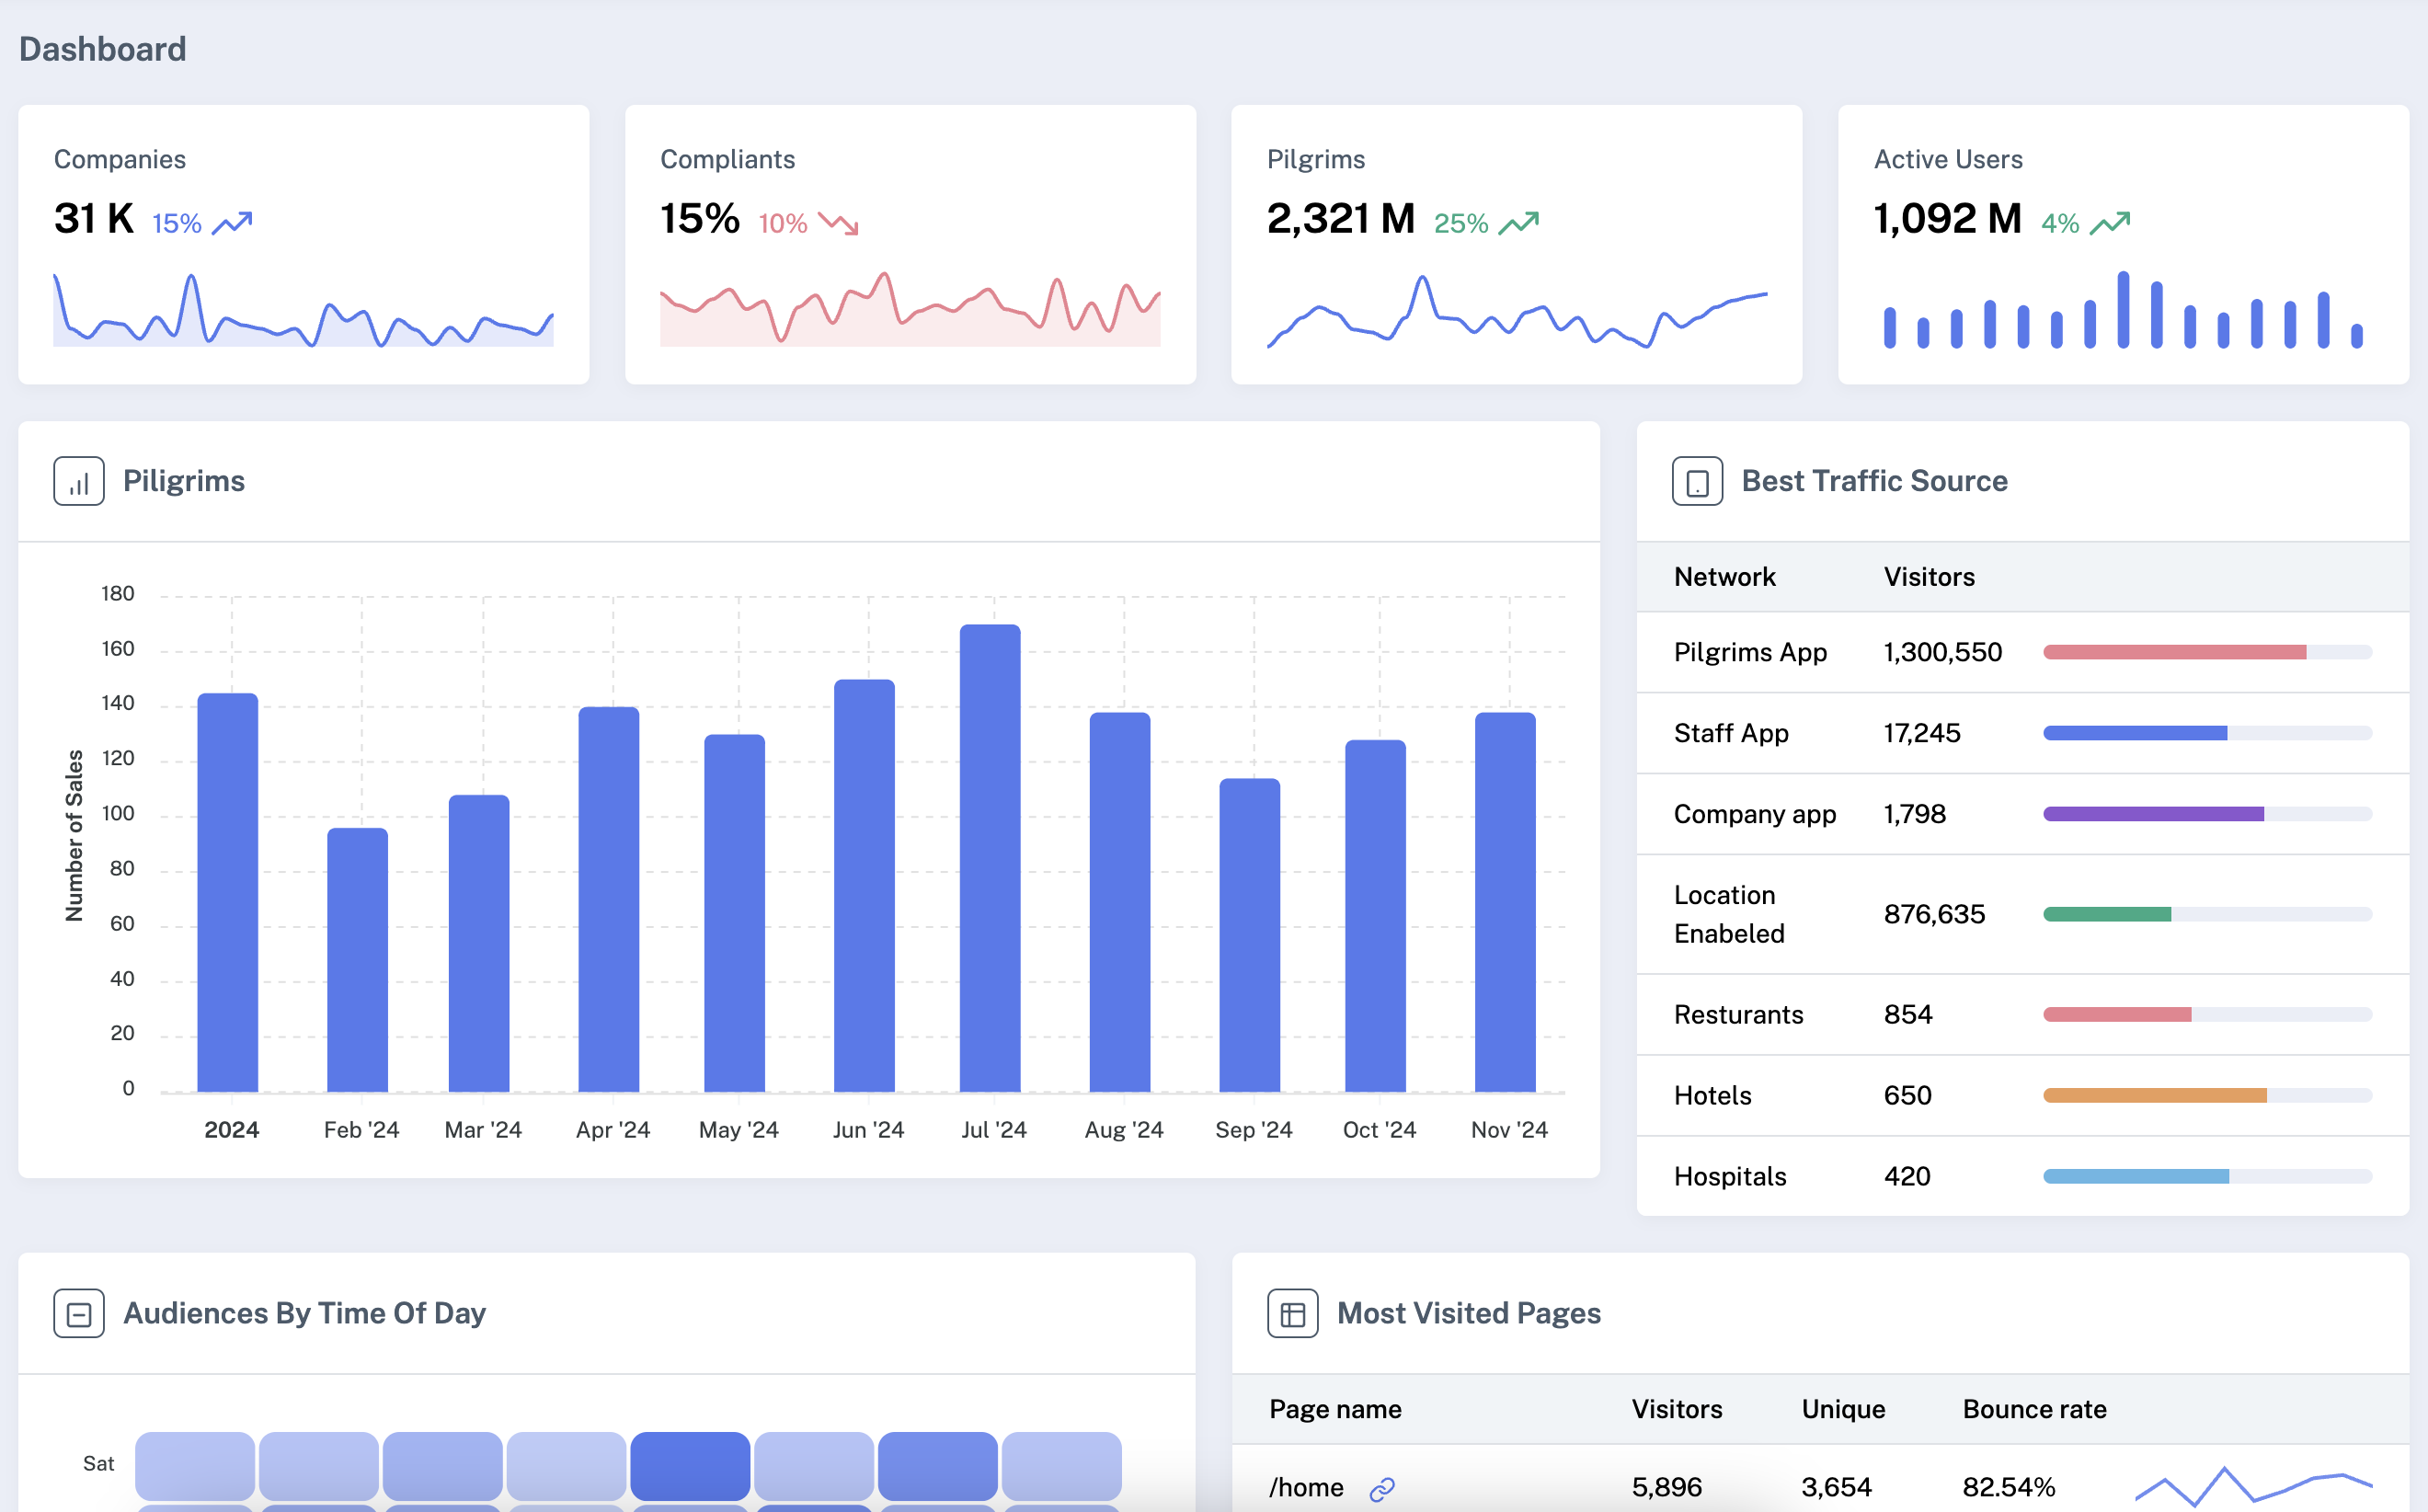 Dashboard
Companies
31 K 15%
Compliants
15% 10%
Pilgrims
2,321 M 25%
Active Users
1,092 M 4%
Piligrims
180
160
140
120
100
80
60
40
20
0
Number of Sales
2024 Feb '24 Mar '24 Apr '24 May '24 Jun '24 Jul '24 Aug '24 Sep '24 Oct '24 Nov '24
Best Traffic Source
Network Visitors
Pilgrims App 1,300,550
Staff App 17,245
Company app 1,798
Location
Enabeled 876,635
Resturants 854
Hotels 650
Hospitals 420
Audiences By Time Of Day
Sat
Most Visited Pages
Page name Visitors Unique Bounce rate
/home 5,896 3,654 82.54%